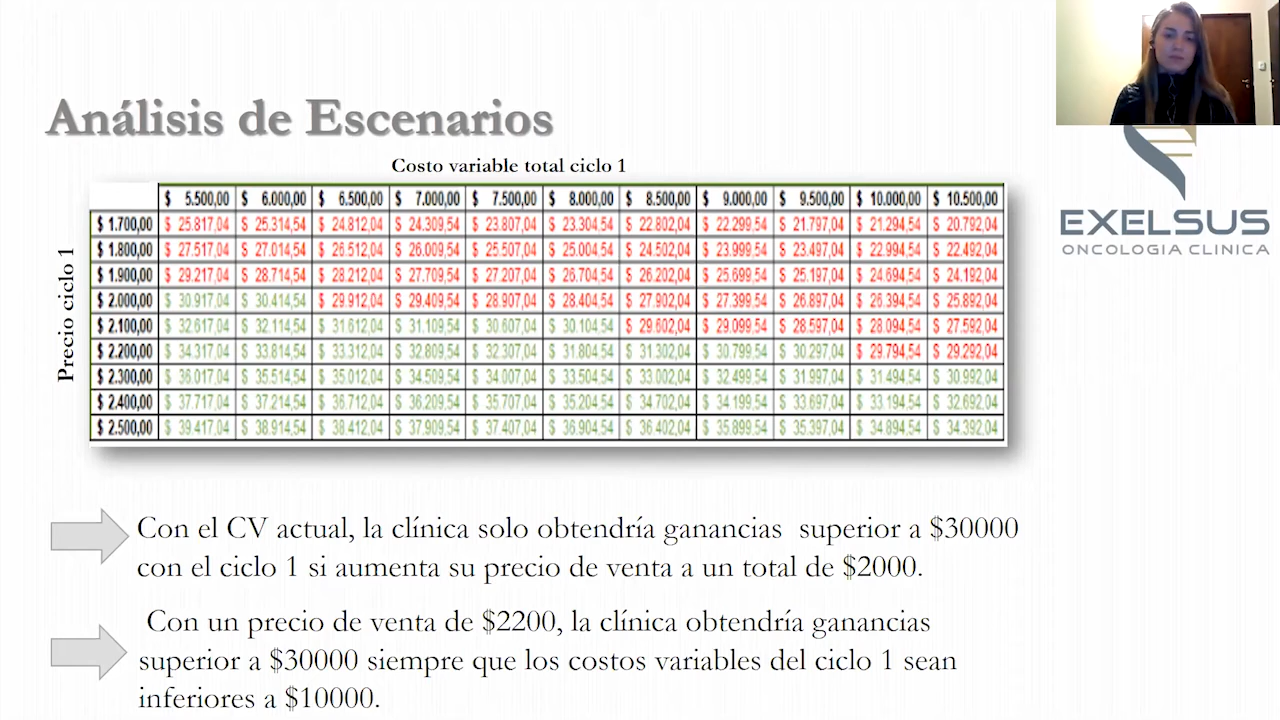 Análisis de Escenarios
EXELSUS
ONCOLOGIA CLINICA
Costo variable total ciclo 1
Precio ciclo 1
$ 5.500,00 $ 6.000,00 $ 6.500,00 $ 7.000,00 $ 7.500,00 $ 8.000,00 $ 8.500,00 $ 9.000,00 $ 9.500,00 $ 10.000,00 $ 10.500,00
$ 1.700,00 $ 25.817,04 $ 25.314,54 $ 24.812,04 $ 24.309,54 $ 23.807,04 $ 23.304,54 $ 22.802,04 $ 22.299,54 $ 21.797,04 $ 21.294,54 $ 20.792,04
$ 1.800,00 $ 27.517,04 $ 27.014,54 $ 26.512,04 $ 26.009,54 $ 25.507,04 $ 25.004,54 $ 24.502,04 $ 23.999,54 $ 23.497,04 $ 22.994,54 $ 22.492,04
$ 1.900,00 $ 29.217,04 $ 28.714,54 $ 28.212,04 $ 27.709,54 $ 27.207,04 $ 26.704,54 $ 26.202,04 $ 25.699,54 $ 25.197,04 $ 24.694,54 $ 24.192,04
$ 2.000,00 $ 30.917,04 $ 30.414,54 $ 29.912,04 $ 29.409,54 $ 28.907,04 $ 28.404,54 $ 27.902,04 $ 27.399,54 $ 26.897,04 $ 26.394,54 $ 25.892,04
$ 2.100,00 $ 32.617,04 $ 32.114,54 $ 31.612,04 $ 31.109,54 $ 30.607,04 $ 30.104,54 $ 29.602,04 $ 29.099,54 $ 28.597,04 $ 28.094,54 $ 27.592,04
$ 2.200,00 $ 34.317,04 $ 33.814,54 $ 33.312,04 $ 32.809,54 $ 32.307,04 $ 31.804,54 $ 31.302,04 $ 30.799,54 $ 30.297,04 $ 29.794,54 $ 29.292,04
$ 2.300,00 $ 36.017,04 $ 35.514,54 $ 35.012,04 $ 34.509,54 $ 34.007,04 $ 33.504,54 $ 33.002,04 $ 32.499,54 $ 31.997,04 $ 31.494,54 $ 30.992,04
$ 2.400,00 $ 37.717,04 $ 37.214,54 $ 36.712,04 $ 36.209,54 $ 35.707,04 $ 35.204,54 $ 34.702,04 $ 34.199,54 $ 33.697,04 $ 33.194,54 $ 32.692,04
$ 2.500,00 $ 39.417,04 $ 38.914,54 $ 38.412,04 $ 37.909,54 $ 37.407,04 $ 36.904,54 $ 36.402,04 $ 35.899,54 $ 35.397,04 $ 34.894,54 $ 34.392,04
Con el CV actual, la clínica solo obtendría ganancias superior a $30000
con el ciclo 1 si aumenta su precio de venta a un total de $2000.
Con un precio de venta de $2200, la clínica obtendría ganancias
superior a $30000 siempre que los costos variables del ciclo 1 sean
inferiores a $10000.